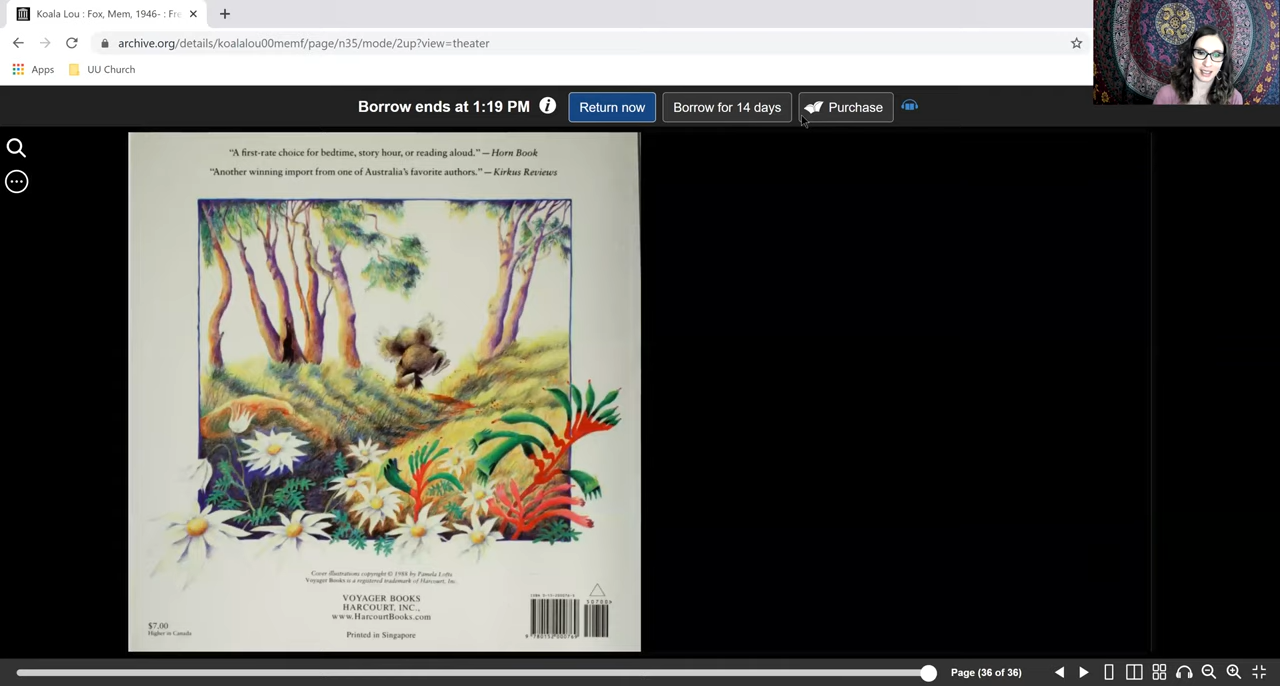 Koala Lou : Fox, Mem, 1946- : Fre
archive.org/details/koalalou00memf/page/n35/mode/2up?view=theater
Apps UU Church
Borrow ends at 1:19 PM Return now Borrow for 14 days Purchase
“A first-rate choice for bedtime, story hour, or reading aloud.” — Horn Book
“Another winning import from one of Australia's favorite authors.” — Kirkus Reviews
Cover illustrations copyright © 1988 by Pamela Lofts
Voyager Books is a registered trademark of Harcourt, Inc.
VOYAGER BOOKS
HARCOURT, INC.,
www.HarcourtBooks.com
Printed in Singapore
$7.00
Higher in Canada
Page (36 of 36)